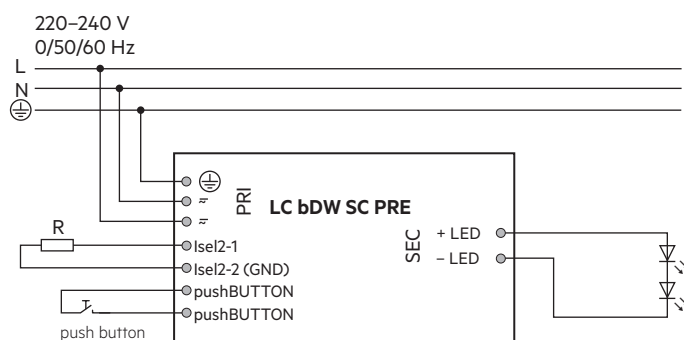 220–240 V
0/50/60 Hz
L
N
PRI
LC bDW SC PRE
SEC
+ LED
– LED
R
Isel2-1
Isel2-2 (GND)
pushBUTTON
pushBUTTON
push button